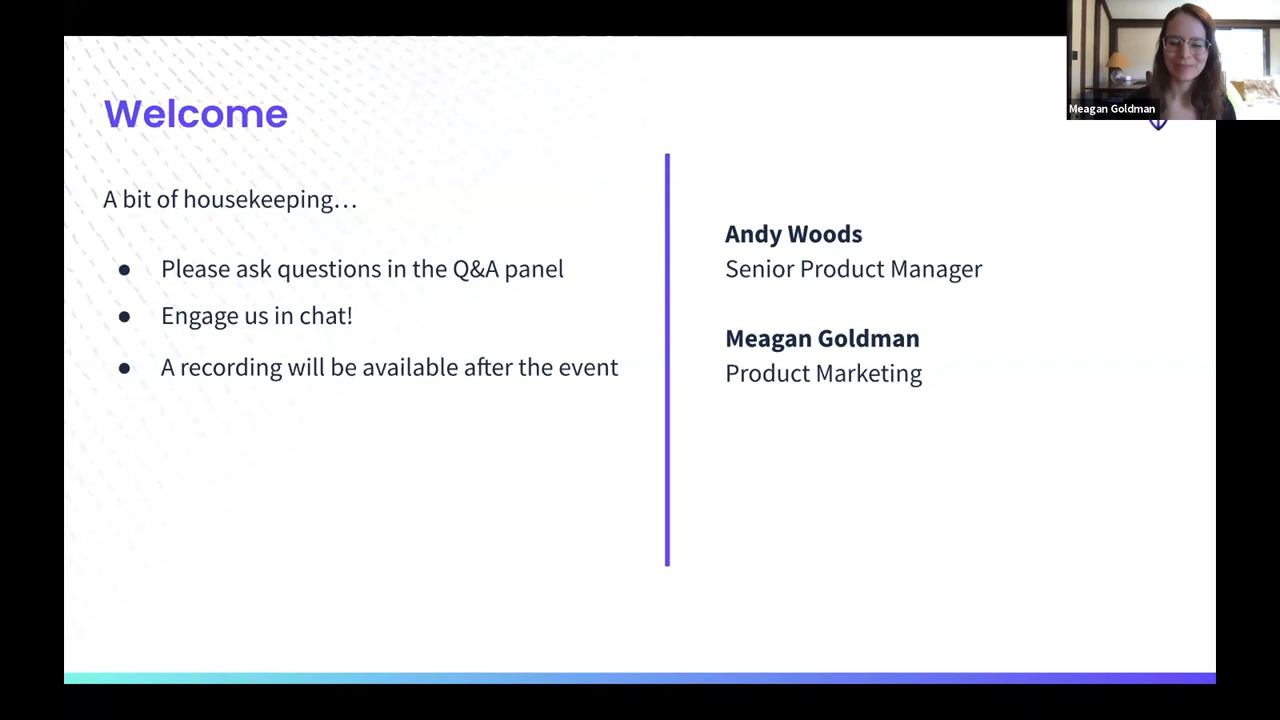 Welcome
A bit of housekeeping…
● Please ask questions in the Q&A panel
● Engage us in chat!
● A recording will be available after the event
Andy Woods
Senior Product Manager
Meagan Goldman
Product Marketing
Meagan Goldman